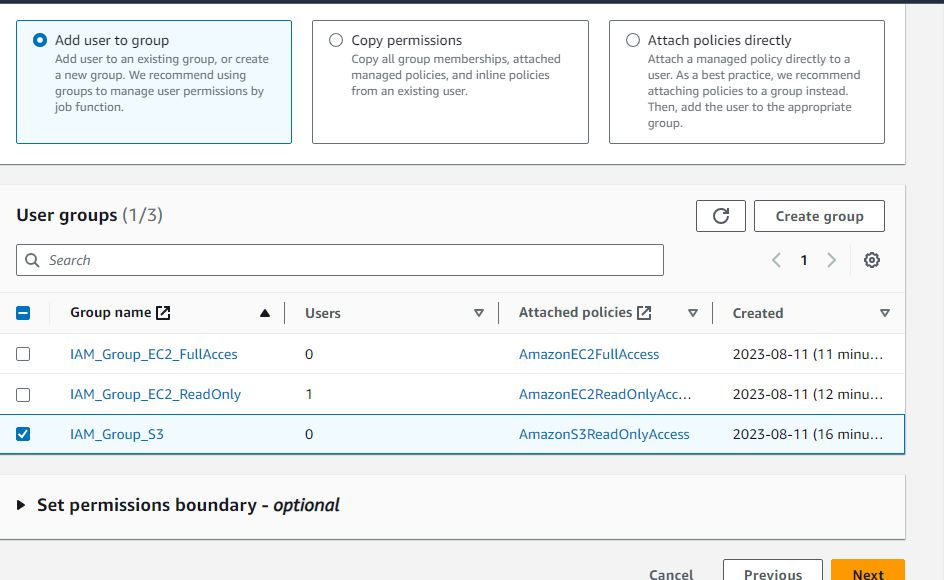 Add user to group
Add user to an existing group, or create
a new group. We recommend using
groups to manage user permissions by
job function.
Copy permissions
Copy all group memberships, attached
managed policies, and inline policies
from an existing user.
Attach policies directly
Attach a managed policy directly to a
user. As a best practice, we recommend
attaching policies to a group instead.
Then, add the user to the appropriate
group.
User groups (1/3)
Create group
Search
1
Group name Users Attached policies Created
IAM_Group_EC2_FullAcces 0 AmazonEC2FullAccess 2023-08-11 (11 minu...
IAM_Group_EC2_ReadOnly 1 AmazonEC2ReadOnlyAcc... 2023-08-11 (12 minu...
IAM_Group_S3 0 AmazonS3ReadOnlyAccess 2023-08-11 (16 minu...
Set permissions boundary - optional
Cancel Previous Next